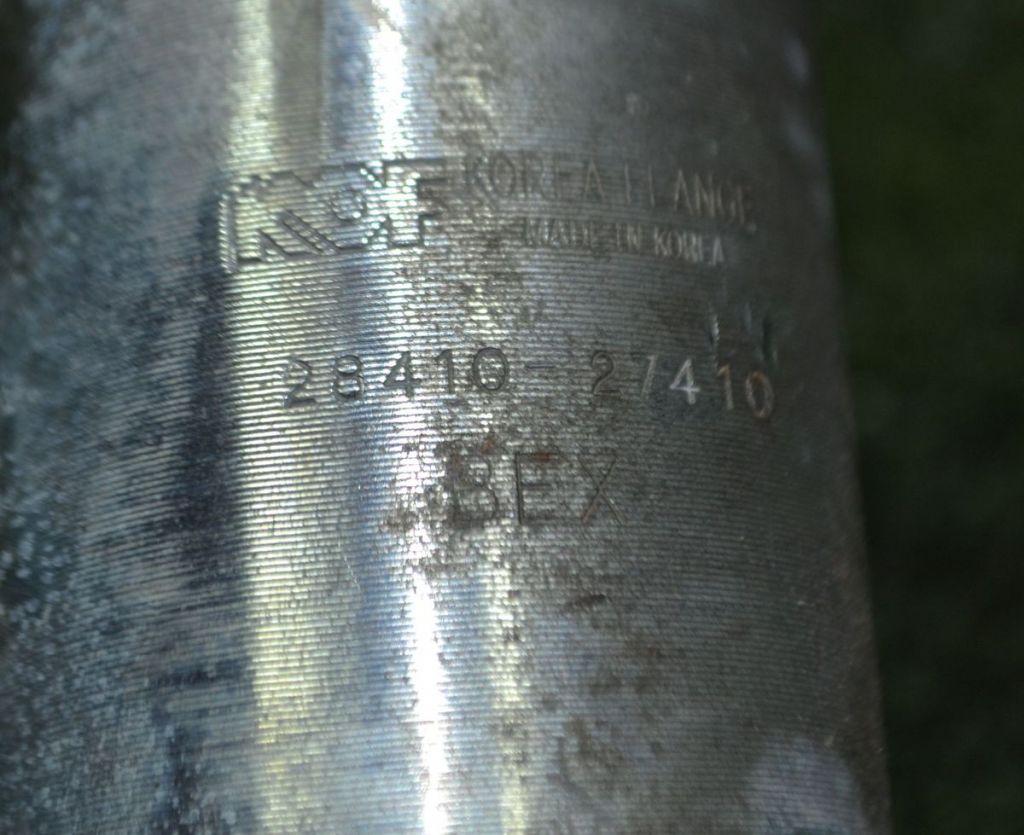 KOREA FLANGE
MADE IN KOREA
28410-27410
BEX